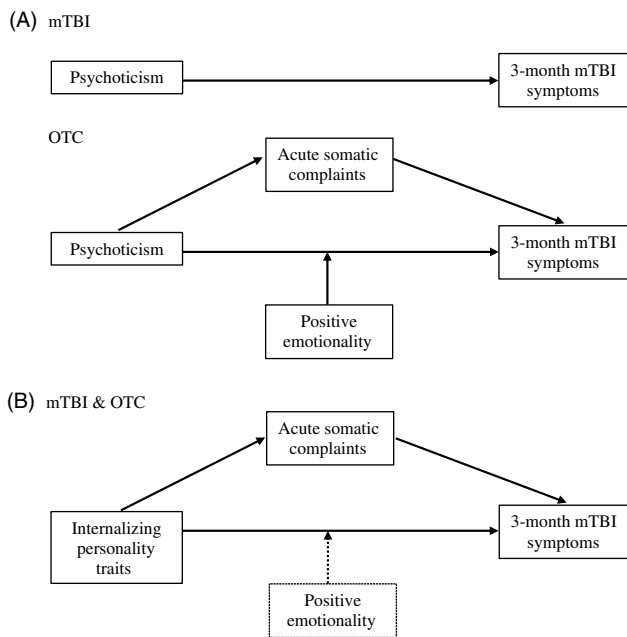 (A) mTBI
Psychoticism
3-month mTBI
symptoms
OTC
Acute somatic
complaints
Psychoticism
3-month mTBI
symptoms
Positive
emotionality
(B) mTBI & OTC
Acute somatic
complaints
Internalizing
personality
traits
3-month mTBI
symptoms
Positive
emotionality